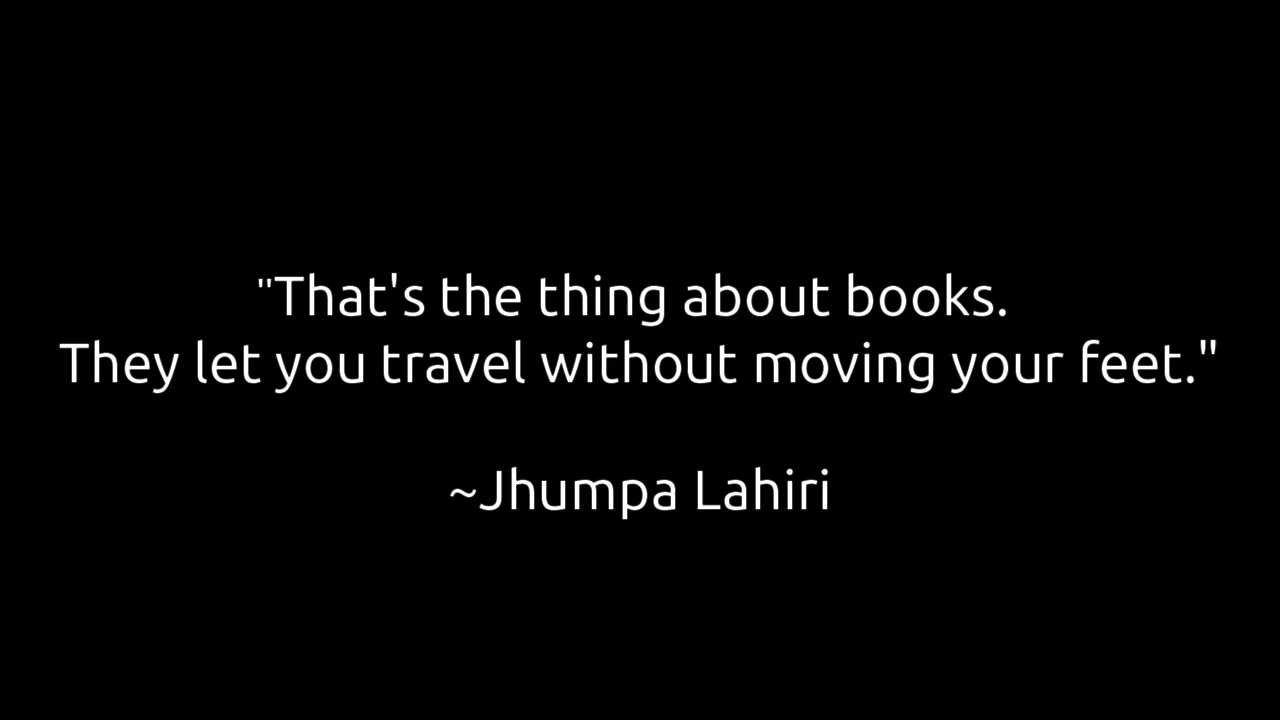 "That's the thing about books.
They let you travel without moving your feet."
~Jhumpa Lahiri